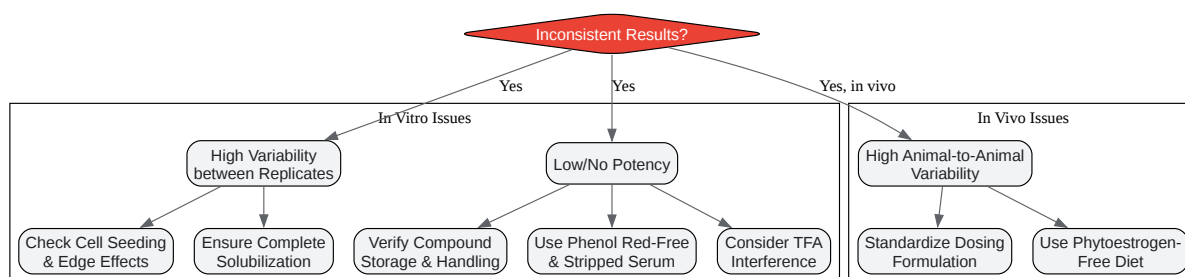 Inconsistent Results?
Yes
Yes
Yes, in vivo
In Vitro Issues
In Vivo Issues
High Variability
between Replicates
Low/No Potency
High Animal-to-Animal
Variability
Check Cell Seeding
& Edge Effects
Ensure Complete
Solubilization
Verify Compound
Storage & Handling
Use Phenol Red-Free
& Stripped Serum
Consider TFA
Interference
Standardize Dosing
Formulation
Use Phytoestrogen-
Free Diet